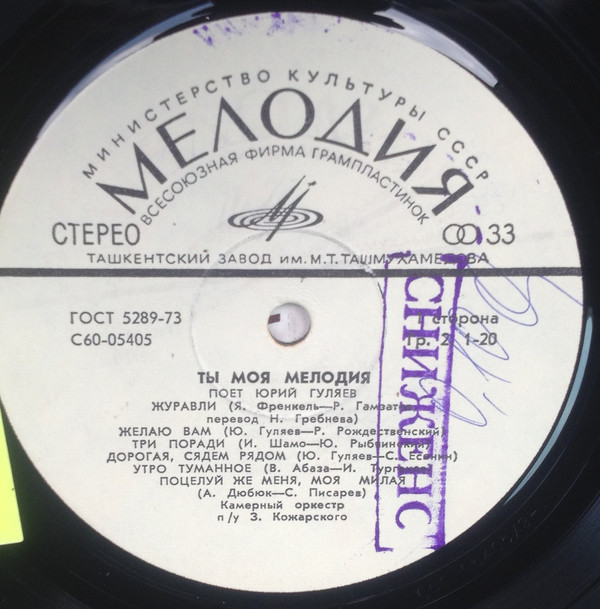 МИНИСТЕРСТВО КУЛЬТУРЫ СССР
МЕЛОДИЯ
ВСЕСОЮЗНАЯ ФИРМА ГРАМПЛАСТИНОК
СТЕРЕО 33
ТАШКЕНТСКИЙ ЗАВОД им. М.Т. ТАШМУХАМЕДОВА
ГОСТ 5289-73 1 сторона
С60-05405 Гр. 2. 1-20
ТЫ МОЯ МЕЛОДИЯ
ПОЕТ ЮРИЙ ГУЛЯЕВ
ЖУРАВЛИ (Я. Френкель—Р. Гамзатов
перевод Н. Гребнева)
ЖЕЛАЮ ВАМ (Ю. Гуляев—Р. Рождественский)
ТРИ ПОРАДИ (И. Шамо—Ю. Рыбчинский)
ДОРОГАЯ, СЯДЕМ РЯДОМ (Ю. Гуляев—С. Есенин)
УТРО ТУМАННОЕ (В. Абаза—И. Тургенев)
ПОЦЕЛУЙ ЖЕ МЕНЯ, МОЯ МИЛАЯ
(А. Дюбюк—С. Писарев)
Камерный оркестр
п/у З. Кожарского
СНИЖЕНС